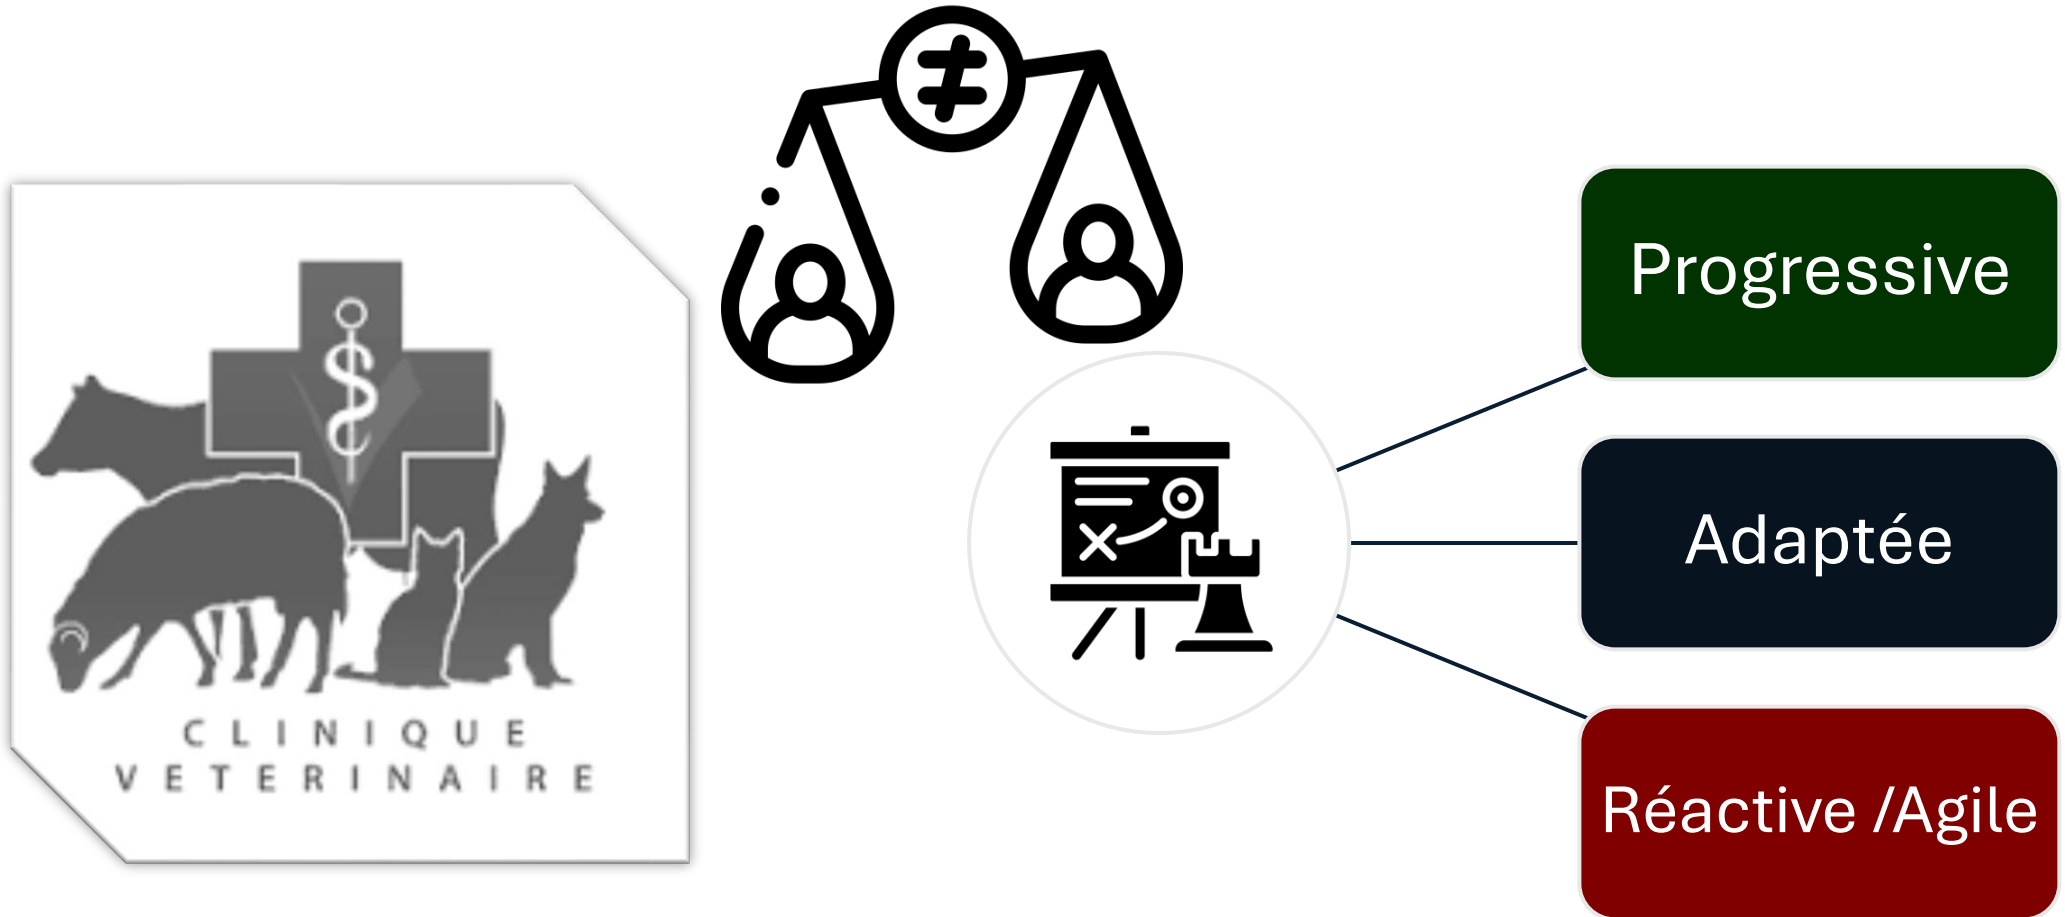 CLINIQUE
VETERINAIRE
≠
Progressive
Adaptée
Réactive /Agile